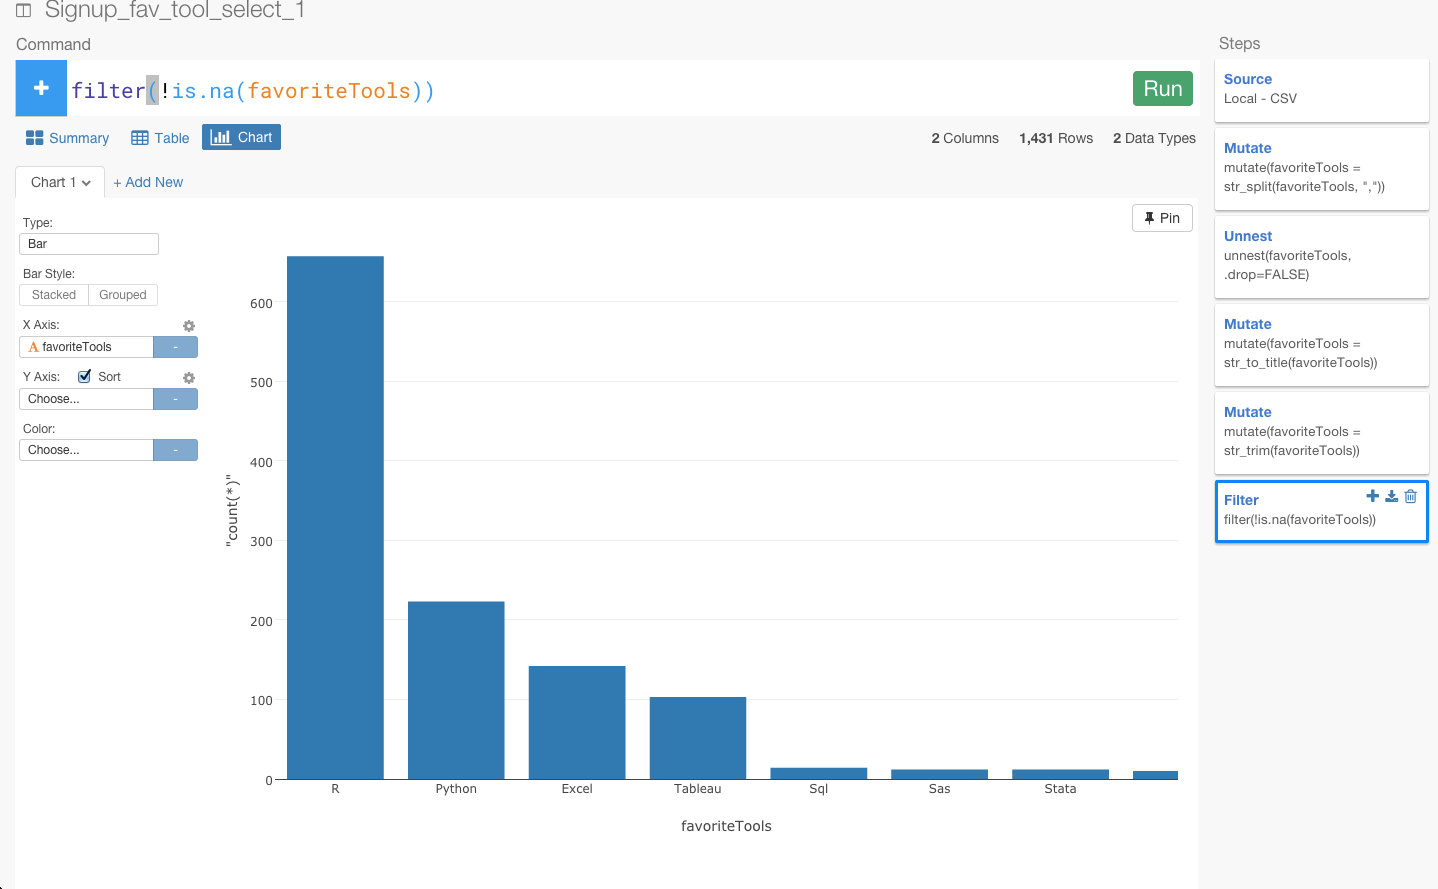 Signup_fav_tool_select_1
Command
+ filter(!is.na(favoriteTools)) Run
Summary Table Chart 2 Columns 1,431 Rows 2 Data Types
Chart 1 + Add New
Pin
Type:
Bar
Bar Style:
Stacked Grouped
X Axis:
A favoriteTools -
Y Axis: Sort
Choose... -
Color:
Choose... -
600
500
400
300
200
100
0
"count(*)"
R Python Excel Tableau Sql Sas Stata
favoriteTools
Steps
Source
Local - CSV
Mutate
mutate(favoriteTools =
str_split(favoriteTools, ","))
Unnest
unnest(favoriteTools,
.drop=FALSE)
Mutate
mutate(favoriteTools =
str_to_title(favoriteTools))
Mutate
mutate(favoriteTools =
str_trim(favoriteTools))
Filter
filter(!is.na(favoriteTools))